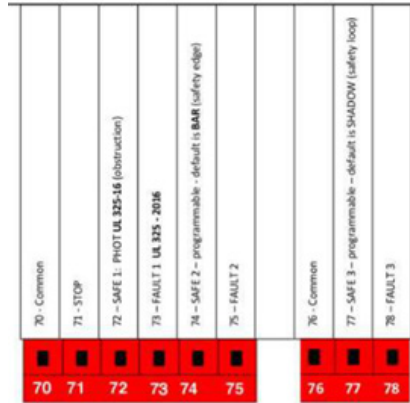 70 - Common
71 - STOP
72 – SAFE 1: PHOT UL 325-16 (obstruction)
73 – FAULT 1 UL 325 - 2016
74 – SAFE 2 – programmable - default is BAR (safety edge)
75 – FAULT 2
76 - Common
77 – SAFE 3 – programmable – default is SHADOW (safety loop)
78 – FAULT 3
70 71 72 73 74 75 76 77 78